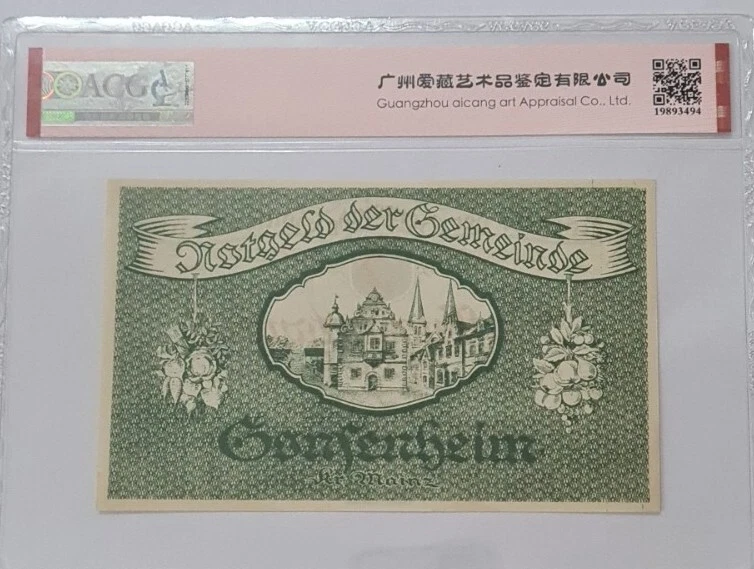 ACG
广州爱藏艺术品鉴定有限公司
Guangzhou aicang art Appraisal Co., Ltd.
19893494
Notgeld der Gemeinde
Gonsenheim
Kr. Mainz